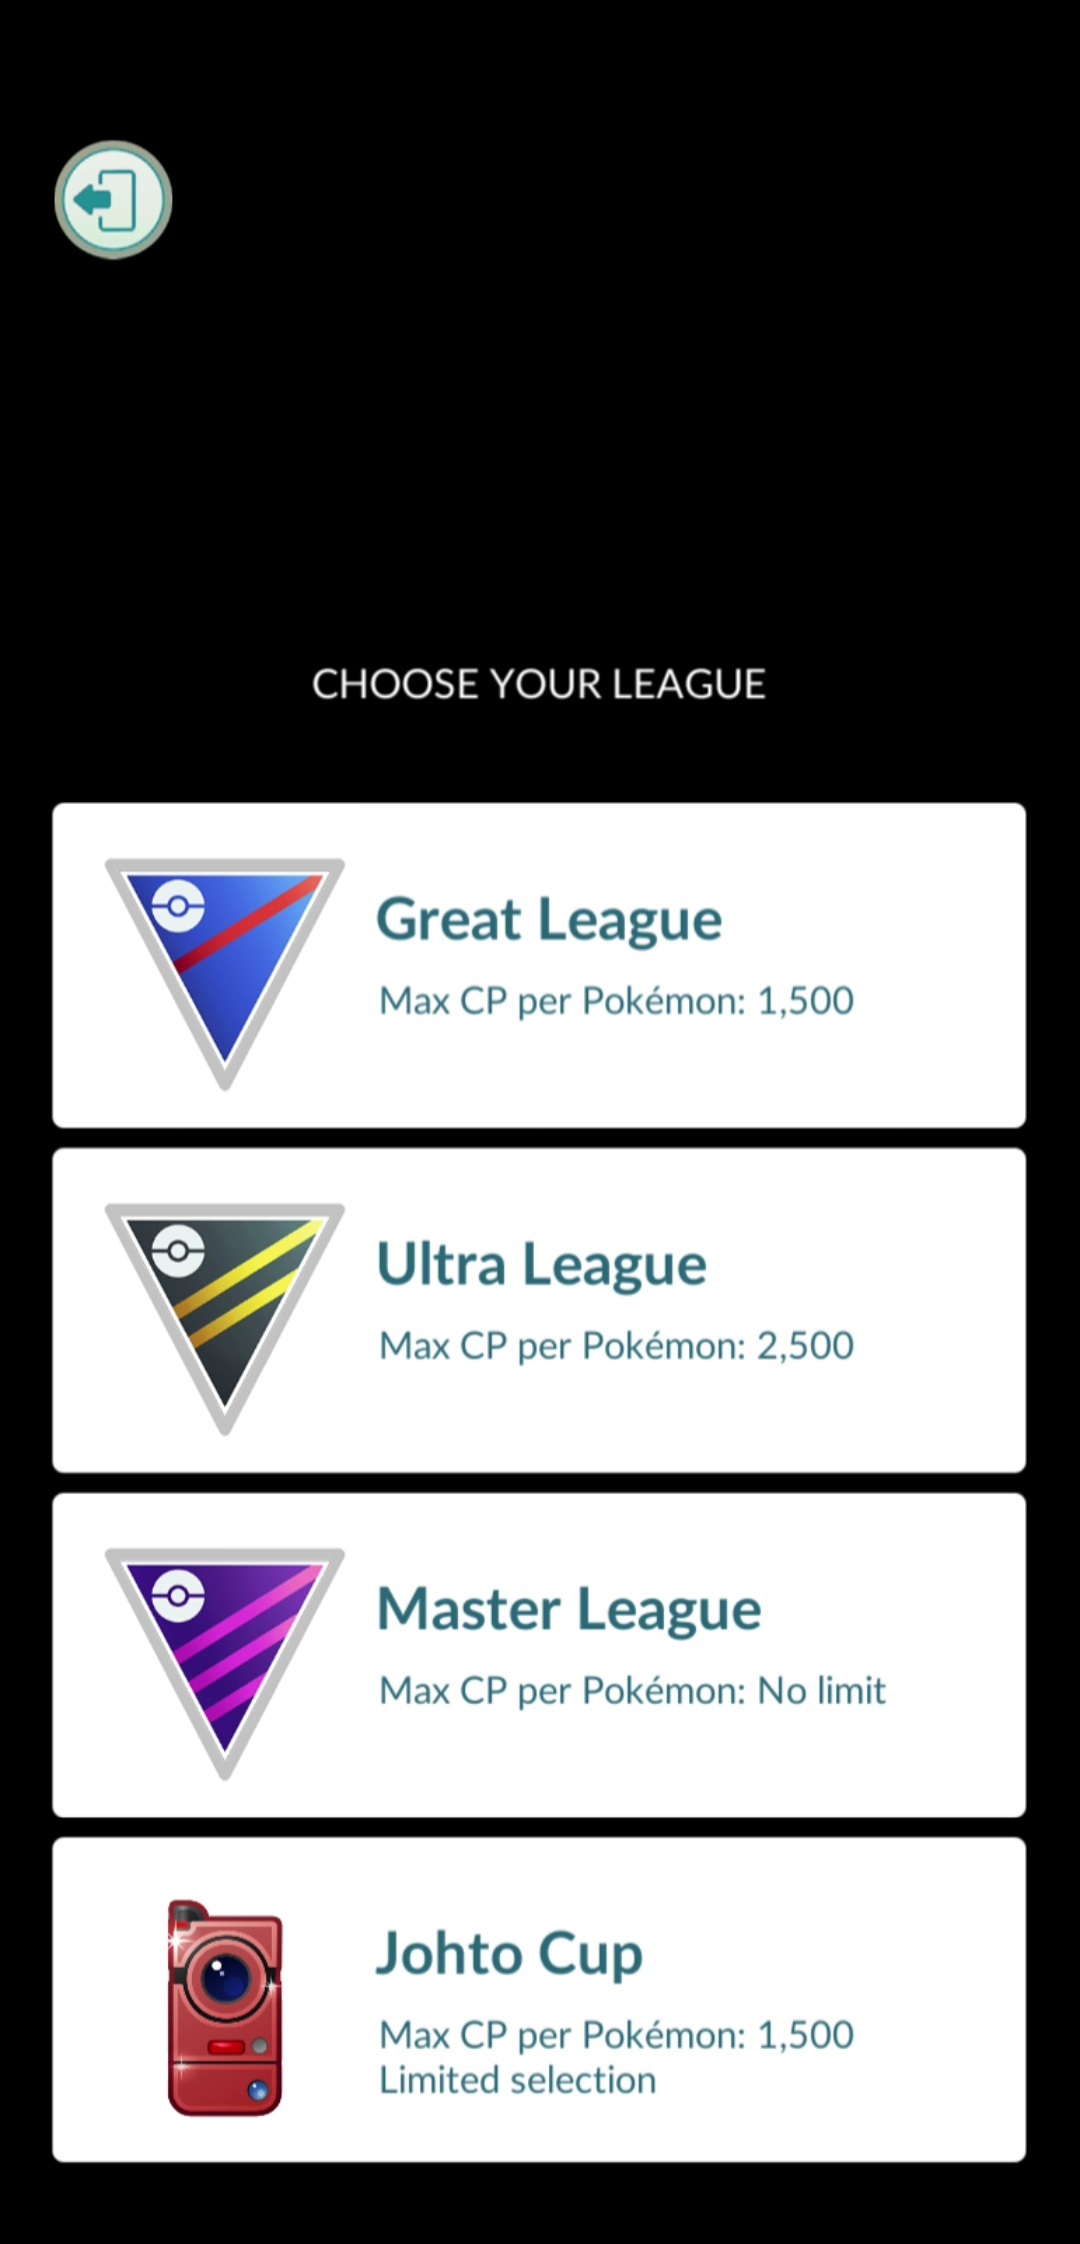 CHOOSE YOUR LEAGUE
Great League
Max CP per Pokémon: 1,500
Ultra League
Max CP per Pokémon: 2,500
Master League
Max CP per Pokémon: No limit
Johto Cup
Max CP per Pokémon: 1,500
Limited selection